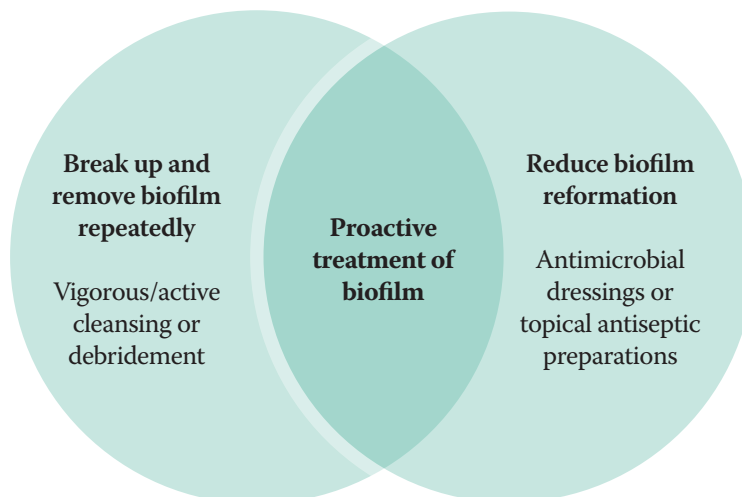 Break up and
remove biofilm
repeatedly
Vigorous/active
cleansing or
debridement
Proactive
treatment of
biofilm
Reduce biofilm
reformation
Antimicrobial
dressings or
topical antiseptic
preparations